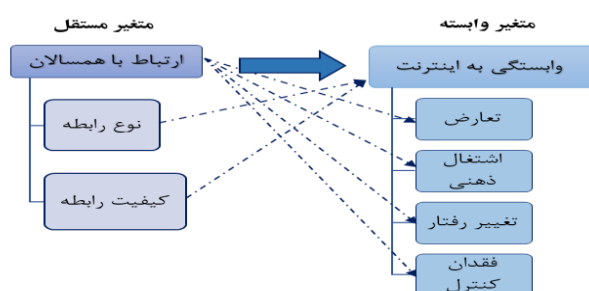 متغیر مستقل
ارتباط با همسالان
نوع رابطه
کیفیت رابطه
متغیر وابسته
وابستگی به اینترنت
تعارض
اشتغال
ذهنی
تغییر رفتار
فقدان
کنترل